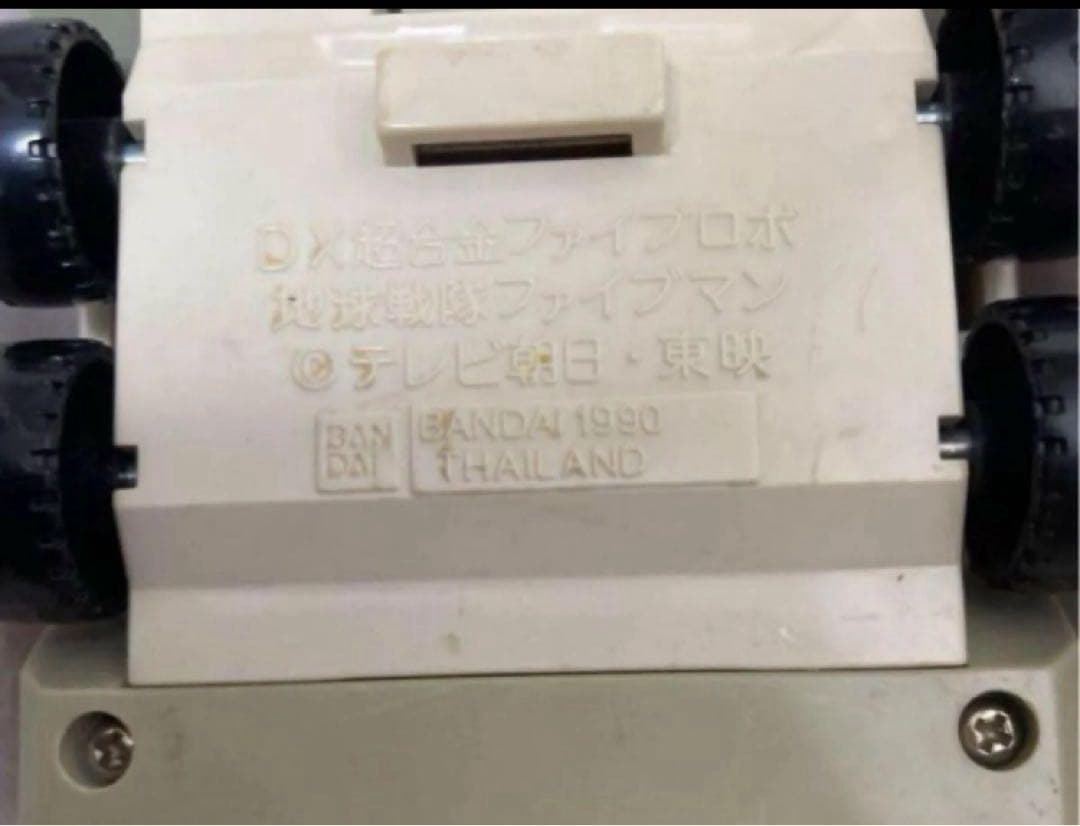 DX超合金ファイブロボ
地球戦隊ファイブマン
©テレビ朝日・東映
BAN
DAI
BANDAI 1990
THAILAND